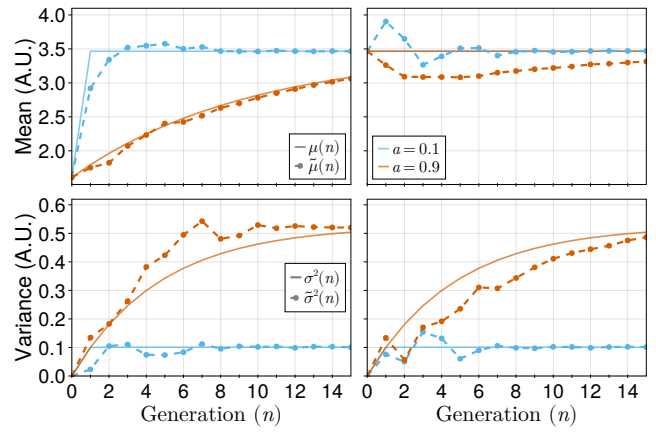 4.0
3.5
3.0
2.5
2.0
Mean (A.U.)
μ(n)
μ̃(n)
a = 0.1
a = 0.9
0.6
0.5
0.4
0.3
0.2
0.1
0.0
Variance (A.U.)
σ²(n)
σ̃²(n)
0 2 4 6 8 10 12 14
0 2 4 6 8 10 12 14
Generation (n)
Generation (n)